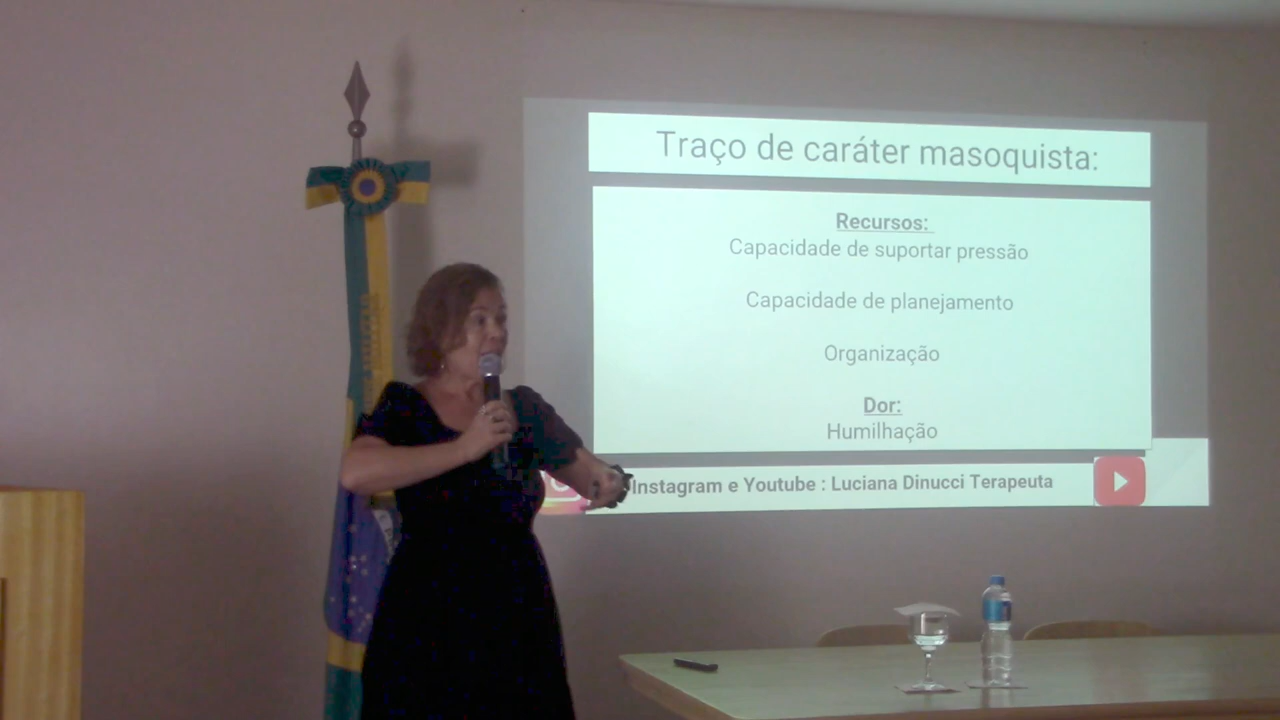 Traço de caráter masoquista:
Recursos:
Capacidade de suportar pressão
Capacidade de planejamento
Organização
Dor:
Humilhação
Instagram e Youtube : Luciana Dinucci Terapeuta